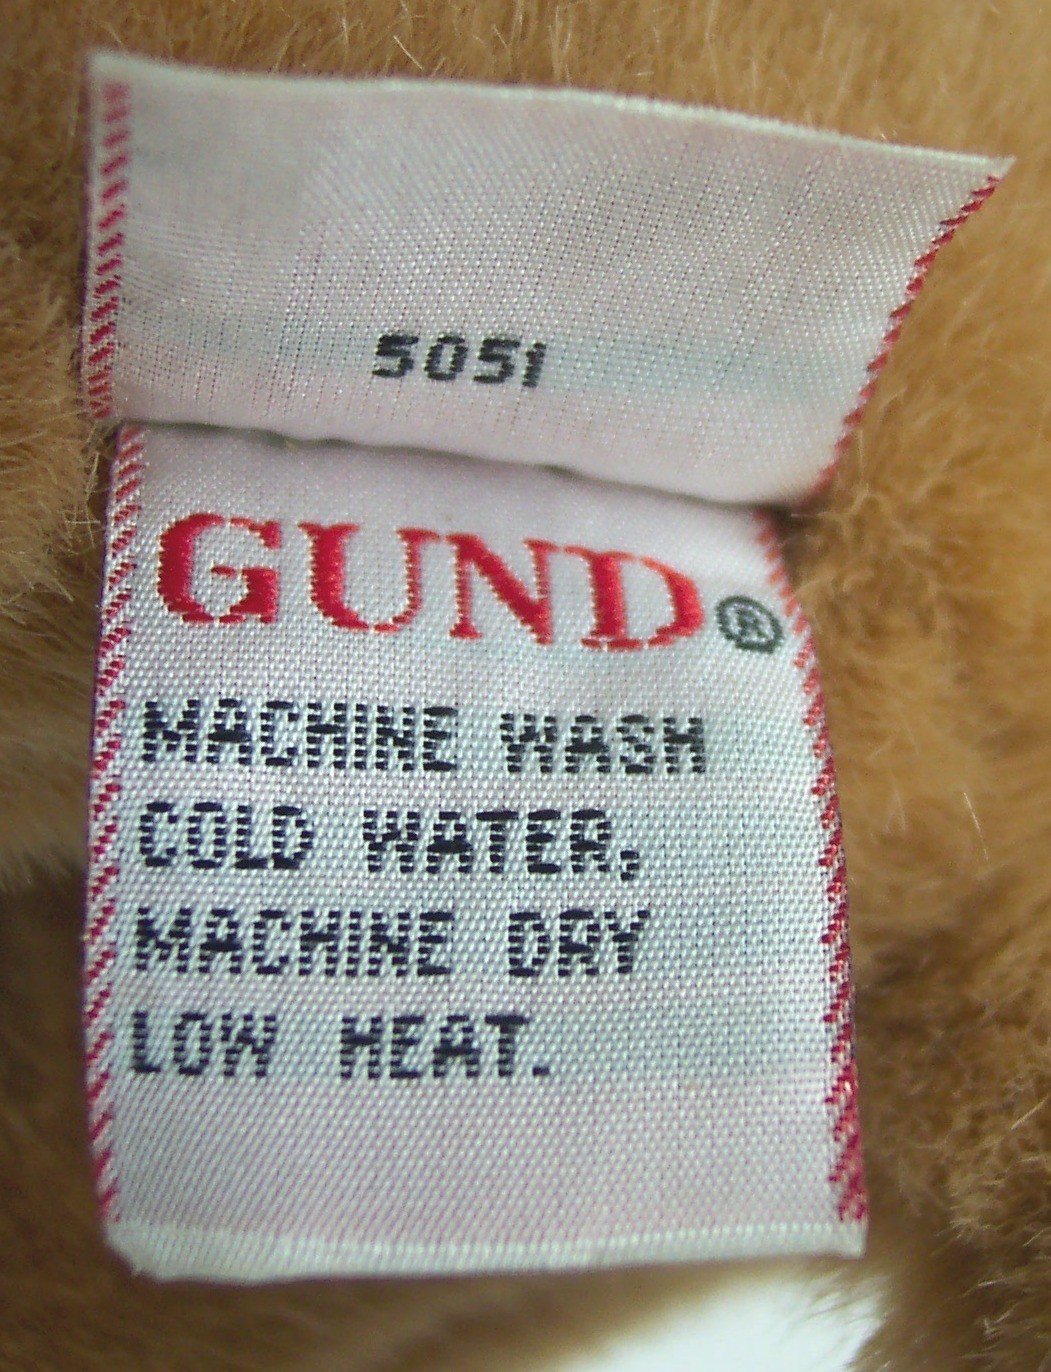 5051
GUND®
MACHINE WASH
COLD WATER,
MACHINE DRY
LOW HEAT.